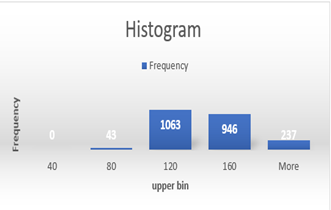 Histogram
Frequency
Frequency
0 43 1063 946 237
40 80 120 160 More
upper bin